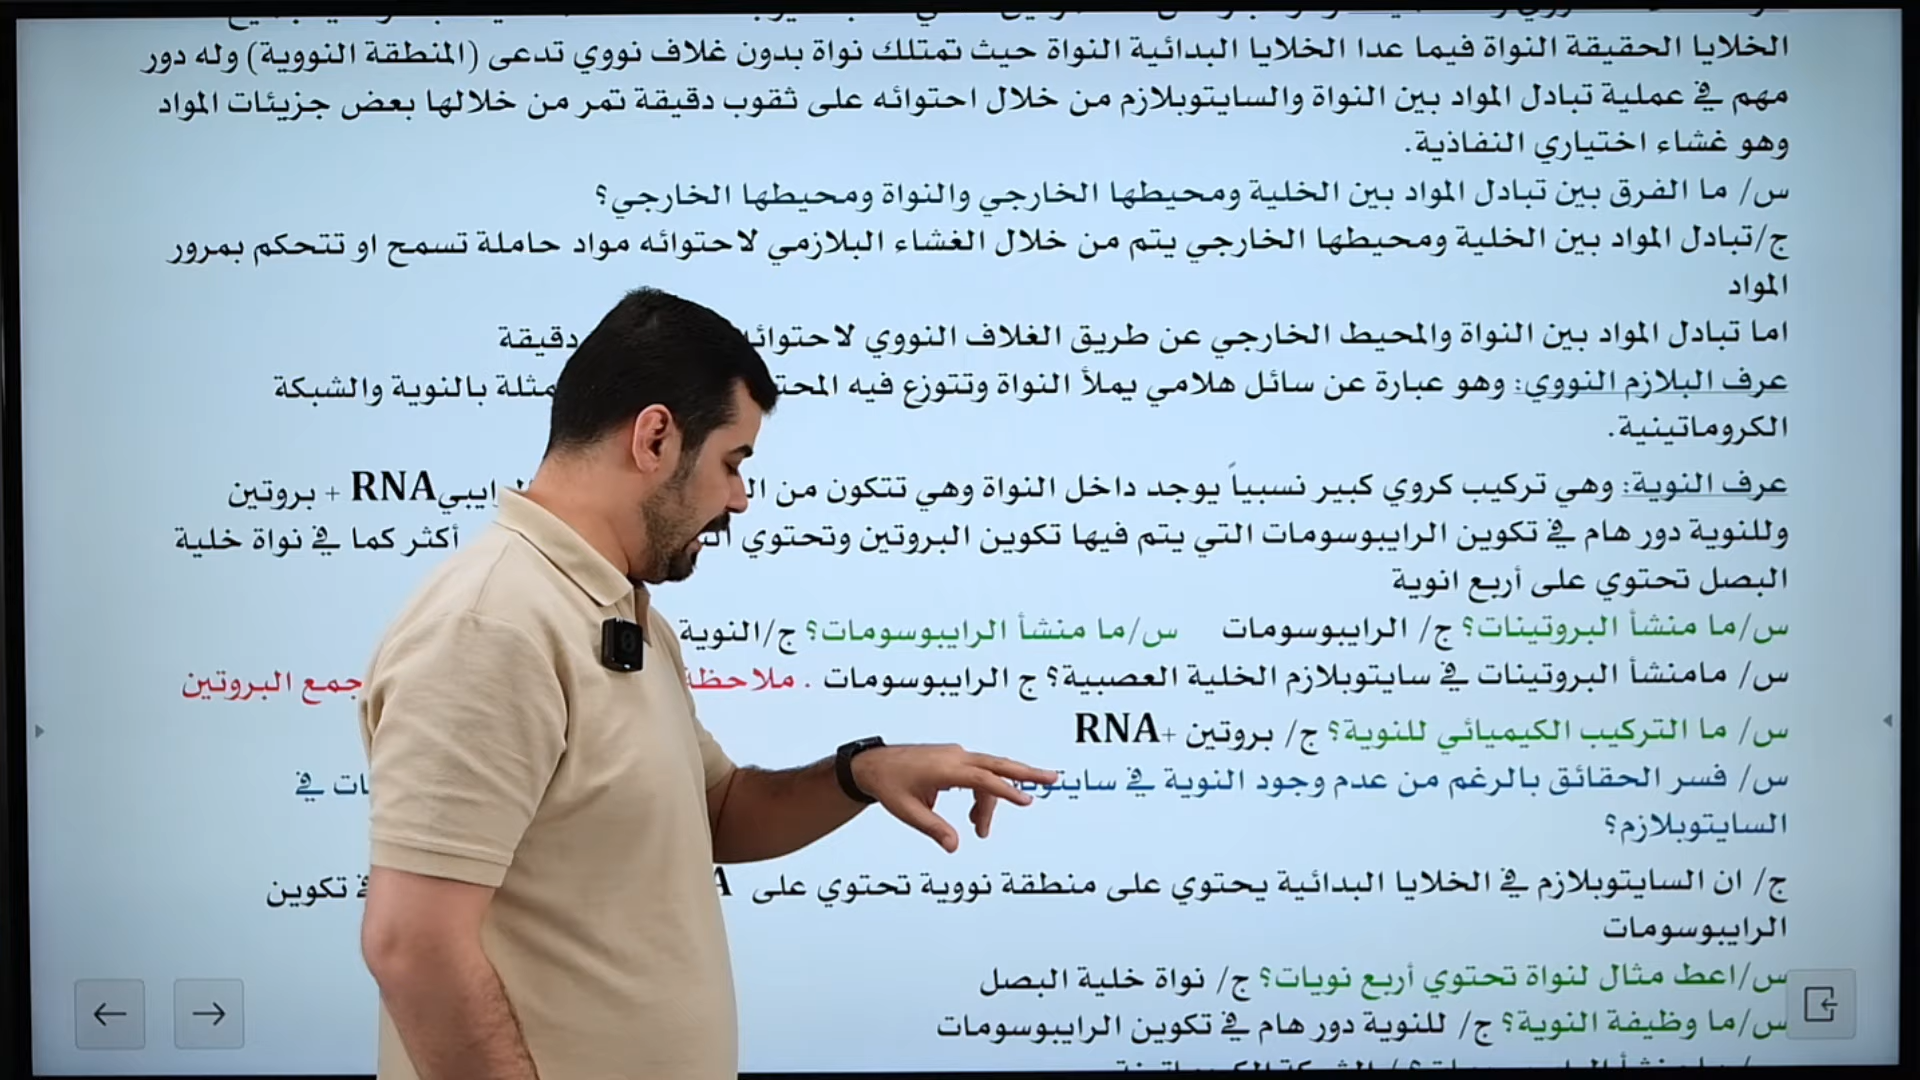 الخلايا الحقيقة النواة فيما عدا الخلايا البدائية النواة حيث تمتلك نواة بدون غلاف نووي تدعى (المنطقة النووية) وله دور
مهم في عملية تبادل المواد بين النواة والسايتوبلازم من خلال احتوائه على ثقوب دقيقة تمر من خلالها بعض جزيئات المواد
وهو غشاء اختياري النفاذية.
س/ ما الفرق بين تبادل المواد بين الخلية ومحيطها الخارجي والنواة ومحيطها الخارجي؟
ج/تبادل المواد بين الخلية ومحيطها الخارجي يتم من خلال الغشاء البلازمي لاحتوائه مواد حاملة تسمح او تتحكم بمرور
المواد
اما تبادل المواد بين النواة والمحيط الخارجي عن طريق الغلاف النووي لاحتوائه دقيقة
عرف البلازم النووي: وهو عبارة عن سائل هلامي يملأ النواة وتتوزع فيه بالنوية والشبكة
الكروماتينية.
عرف النوية: وهي تركيب كروي كبير نسبياً يوجد داخل النواة وهي تتكون من RNA + بروتين
وللنوية دور هام في تكوين الرايبوسومات التي يتم فيها تكوين البروتين وتحتوي أكثر كما في نواة خلية
البصل تحتوي على أربع انوية
س/ما منشأ البروتينات؟ ج/ الرايبوسومات س/ما منشأ الرايبوسومات؟ ج/النوية
س/ مامنشأ البروتينات في سايتوبلازم الخلية العصبية؟ ج الرايبوسومات . ملاحظة جمع البروتين
س/ ما التركيب الكيميائي للنوية؟ ج/ بروتين +RNA
س/ فسر الحقائق بالرغم من عدم وجود النوية في في
السايتوبلازم؟
ج/ ان السايتوبلازم في الخلايا البدائية يحتوي على منطقة نووية تحتوي على تكوين
الرايبوسومات
س/اعط مثال لنواة تحتوي أربع نويات؟ ج/ نواة خلية البصل
س/ما وظيفة النوية؟ ج/ للنوية دور هام في تكوين الرايبوسومات